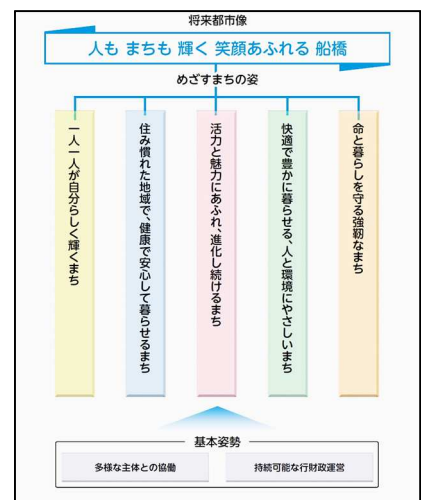 将来都市像
人も まちも 輝く 笑顔あふれる 船橋
めざすまちの姿
命と暮らしを守る強靭なまち
快適で豊かに暮らせる、人と環境にやさしいまち
活力と魅力にあふれ、進化し続けるまち
住み慣れた地域で、健康で安心して暮らせるまち
一人一人が自分らしく輝くまち
基本姿勢
多様な主体との協働
持続可能な行財政運営